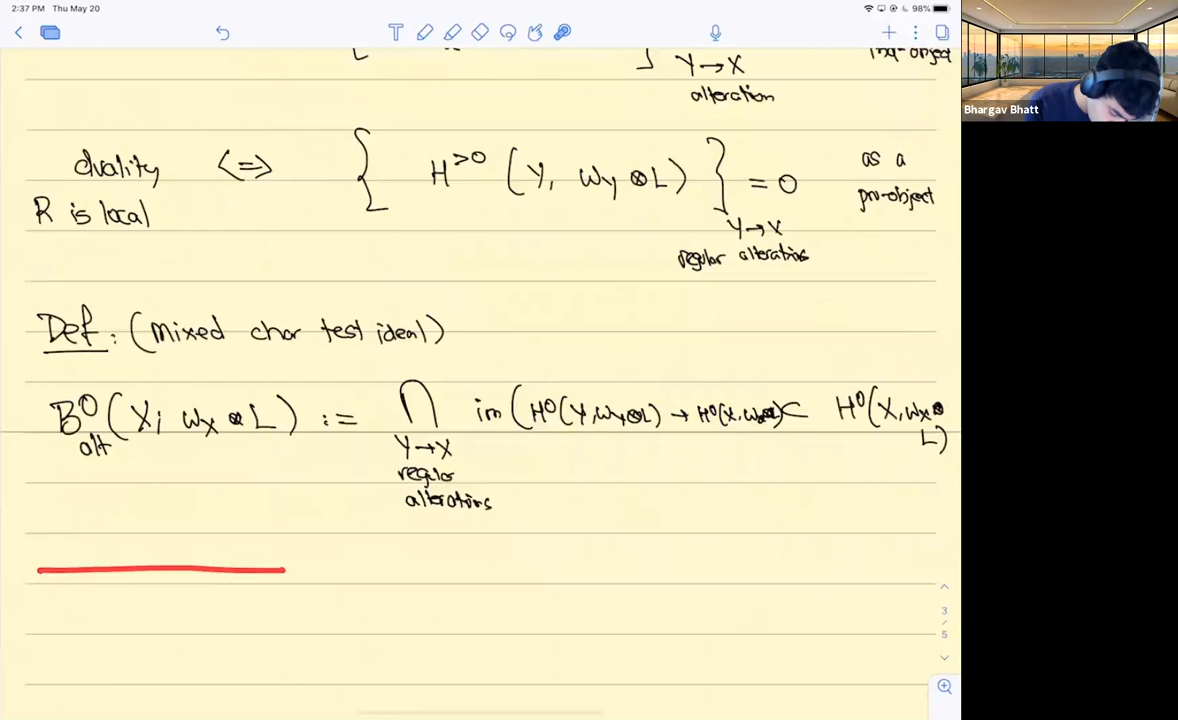 2:37 PM Thu May 20
98%
Bhargav Bhatt
Y→X
alteration
ind-object
duality ⟺ { H^{>0} (Y, ω_Y ⊗ L) } = 0 as a
R is local
pro-object
Y→X
regular alterations
Def: (Mixed char test ideal)
B^0_{alt} (X; ω_X ⊗ L) := ⋂ im (H^0(Y, ω_Y ⊗ L) → H^0(X, ω_X ⊗ L)) ⊂ H^0(X, ω_X ⊗
L)
Y→X
regular
alterations
3
/
5